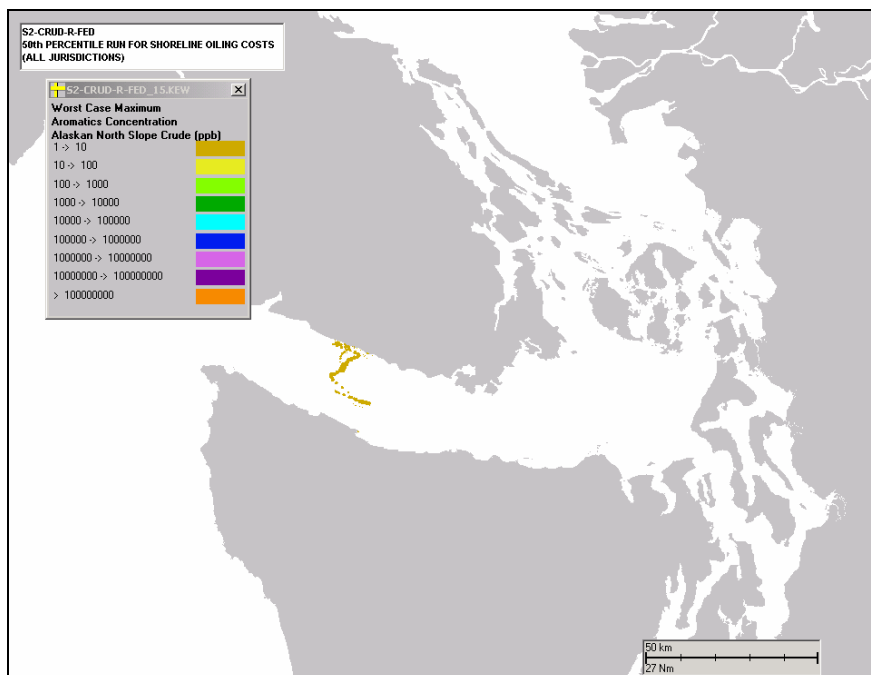 S2-CRUD-R-FED
50th PERCENTILE RUN FOR SHORELINE OILING COSTS
(ALL JURISDICTIONS)
S2-CRUD-R-FED_15.KEW
Worst Case Maximum
Aromatics Concentration
Alaskan North Slope Crude (ppb)
1 -> 10
10 -> 100
100 -> 1000
1000 -> 10000
10000 -> 100000
100000 -> 1000000
1000000 -> 10000000
10000000 -> 100000000
> 100000000
50 km
27 Nm